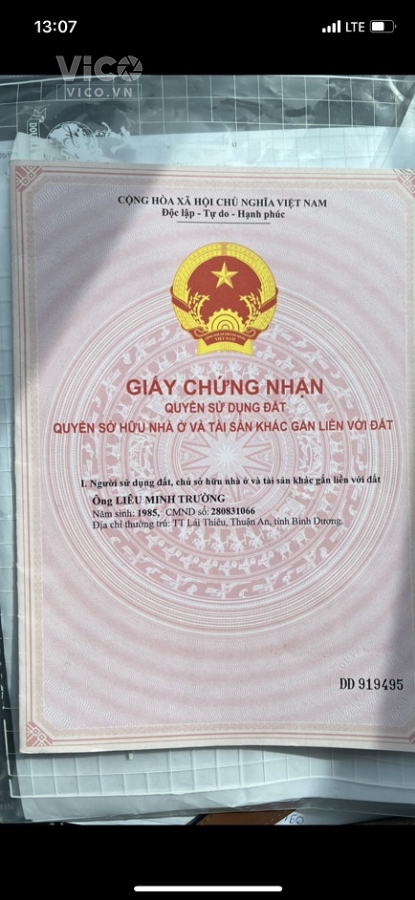 13:07
LTE
ViCO
VICO.VN
CỘNG HÒA XÃ HỘI CHỦ NGHĨA VIỆT NAM
Độc lập - Tự do - Hạnh phúc
VIỆT NAM
GIẤY CHỨNG NHẬN
QUYỀN SỬ DỤNG ĐẤT
QUYỀN SỞ HỮU NHÀ Ở VÀ TÀI SẢN KHÁC GẮN LIỀN VỚI ĐẤT
I. Người sử dụng đất, chủ sở hữu nhà ở và tài sản khác gắn liền với đất
Ông LIÊU MINH TRƯỜNG
Năm sinh: 1985, CMND số: 280831066
Địa chỉ thường trú: TT Lái Thiêu, Thuận An, tỉnh Bình Dương.
DD 919495